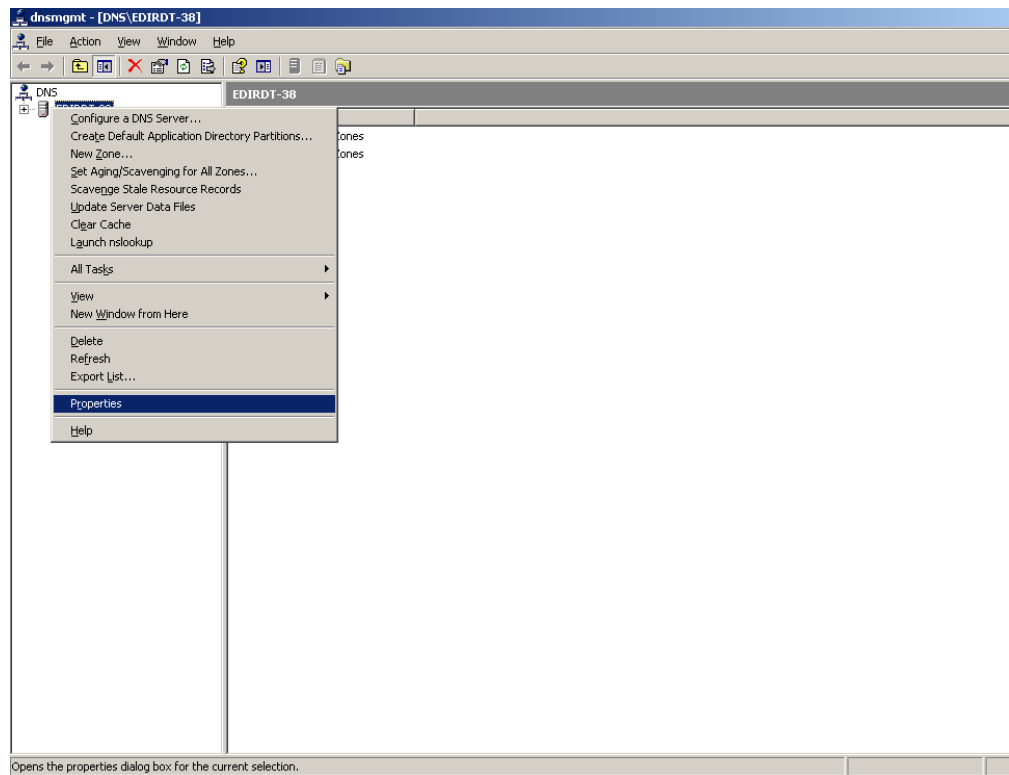 dnsmgmt - [DNS\EDIRDT-38]
File Action View Window Help
DNS
EDIRDT-38
Configure a DNS Server...
Create Default Application Directory Partitions...
ones
New Zone...
ones
Set Aging/Scavenging for All Zones...
Scavenge Stale Resource Records
Update Server Data Files
Clear Cache
Launch nslookup
All Tasks
View
New Window from Here
Delete
Refresh
Export List...
Properties
Help
Opens the properties dialog box for the current selection.